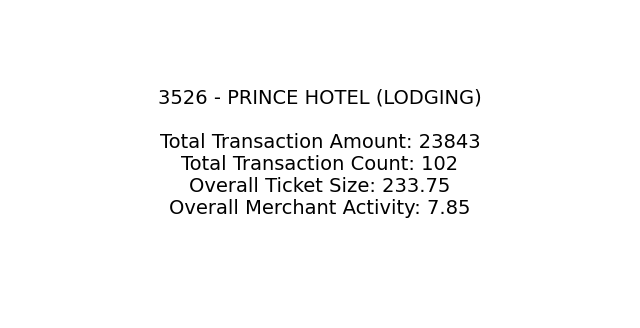 3526 - PRINCE HOTEL (LODGING)
Total Transaction Amount: 23843
Total Transaction Count: 102
Overall Ticket Size: 233.75
Overall Merchant Activity: 7.85